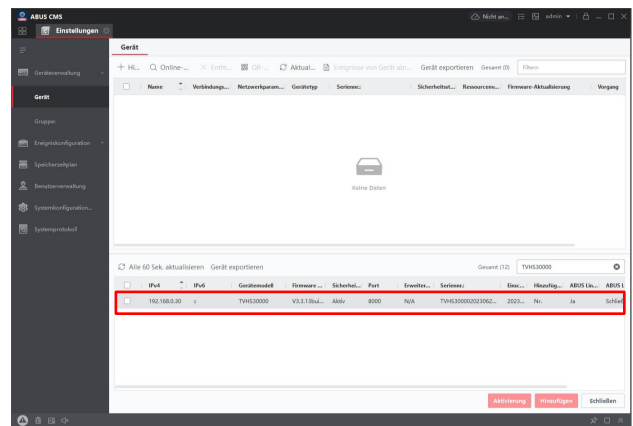 ABUS CMS
Nicht an... admin
Einstellungen
Gerät
+ Hi... Online-... Entfe... QR-... Aktual... Ereignisse von Gerät abr... Gerät exportieren Gesamt (0) Filtern
Geräteverwaltung
Name Verbindungs... Netzwerkparam... Gerätetyp Seriennr.: Sicherheitsst... Ressourcennu... Firmware-Aktualisierung Vorgang
Gerät
Gruppe:
Ereigniskonfiguration
Speicherzeitplan
Benutzerverwaltung
Keine Daten
Systemkonfiguration...
Systemprotokoll
Alle 60 Sek. aktualisieren Gerät exportieren Gesamt (12) TVHS30000
IPv4 IPv6 Gerätemodell Firmware ... Sicherhei... Port Erweiter... Seriennr.: Einsc... Hinzufüg... ABUS Lin... ABUS L
192.168.0.30 :: TVHS30000 V3.3.13bui... Aktiv 8000 N/A TVHS300002023062... 2023... Nr. Ja Schließ
Aktivierung Hinzufügen Schließen